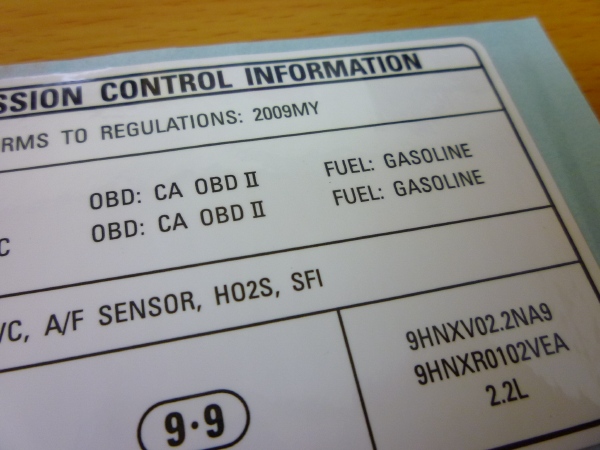 SSION CONTROL INFORMATION
RMS TO REGULATIONS: 2009MY
OBD: CA OBD II FUEL: GASOLINE
C OBD: CA OBD II FUEL: GASOLINE
/C, A/F SENSOR, HO2S, SFI
9HNXV02.2NA9
9HNXR0102VEA
2.2L
9·9